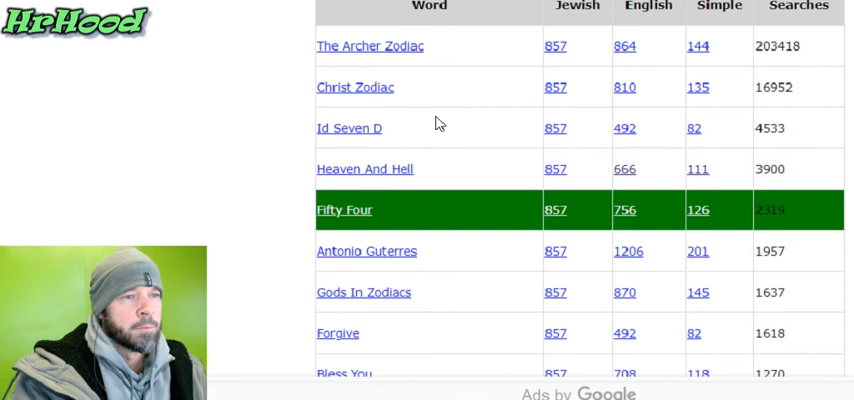 HrHood
Word Jewish English Simple Searches
The Archer Zodiac 857 864 144 203418
Christ Zodiac 857 810 135 16952
Id Seven D 857 492 82 4533
Heaven And Hell 857 666 111 3900
Fifty Four 857 756 126 2319
Antonio Guterres 857 1206 201 1957
Gods In Zodiacs 857 870 145 1637
Forgive 857 492 82 1618
Bless You 857 708 118 1270
Ads by Google